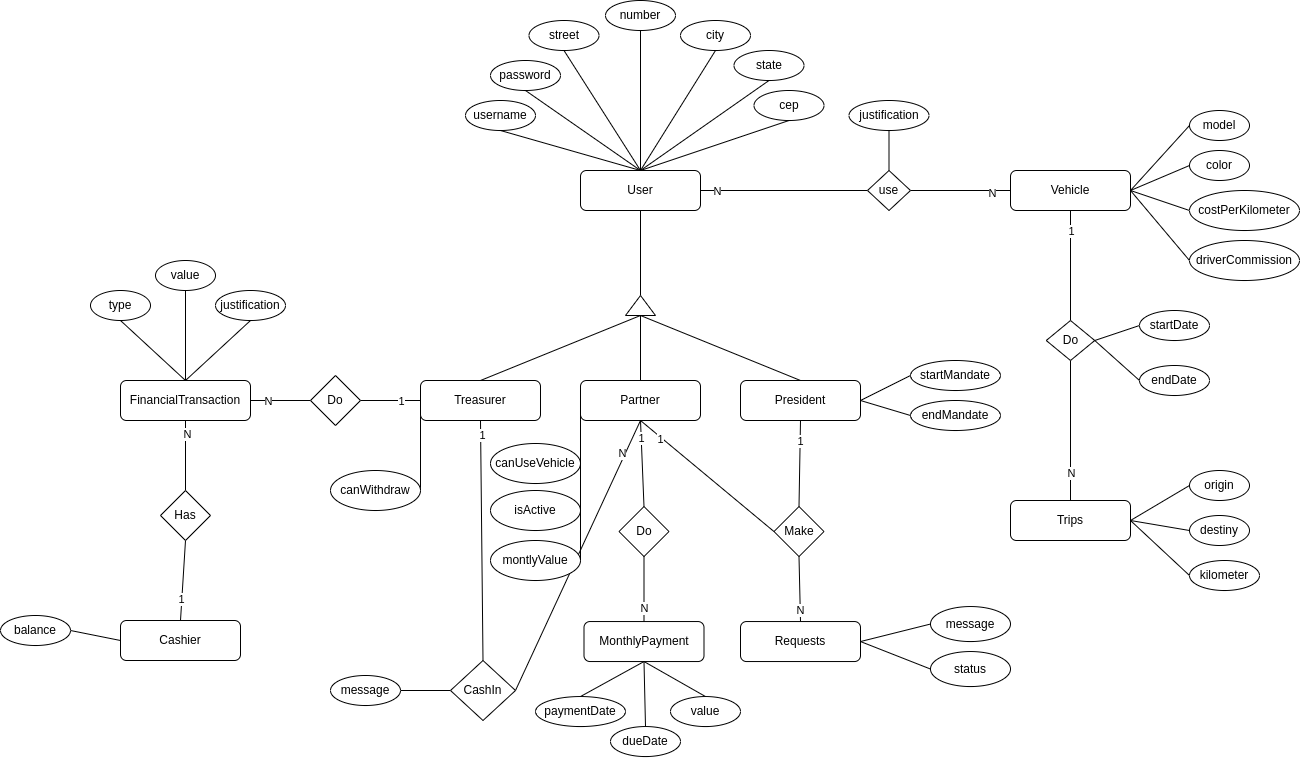 number
street
city
password
state
username
cep
justification
model
color
User
N
use
N
Vehicle
costPerKilometer
1
driverCommission
value
type
justification
startDate
Do
endDate
FinancialTransaction
N
Do
1
Treasurer
Partner
President
startMandate
endMandate
N
1
1
1
1
N
canUseVehicle
N
canWithdraw
isActive
Has
Do
Make
montlyValue
Trips
origin
destiny
kilometer
1
N
N
balance
Cashier
MonthlyPayment
Requests
message
status
message
CashIn
paymentDate
value
dueDate